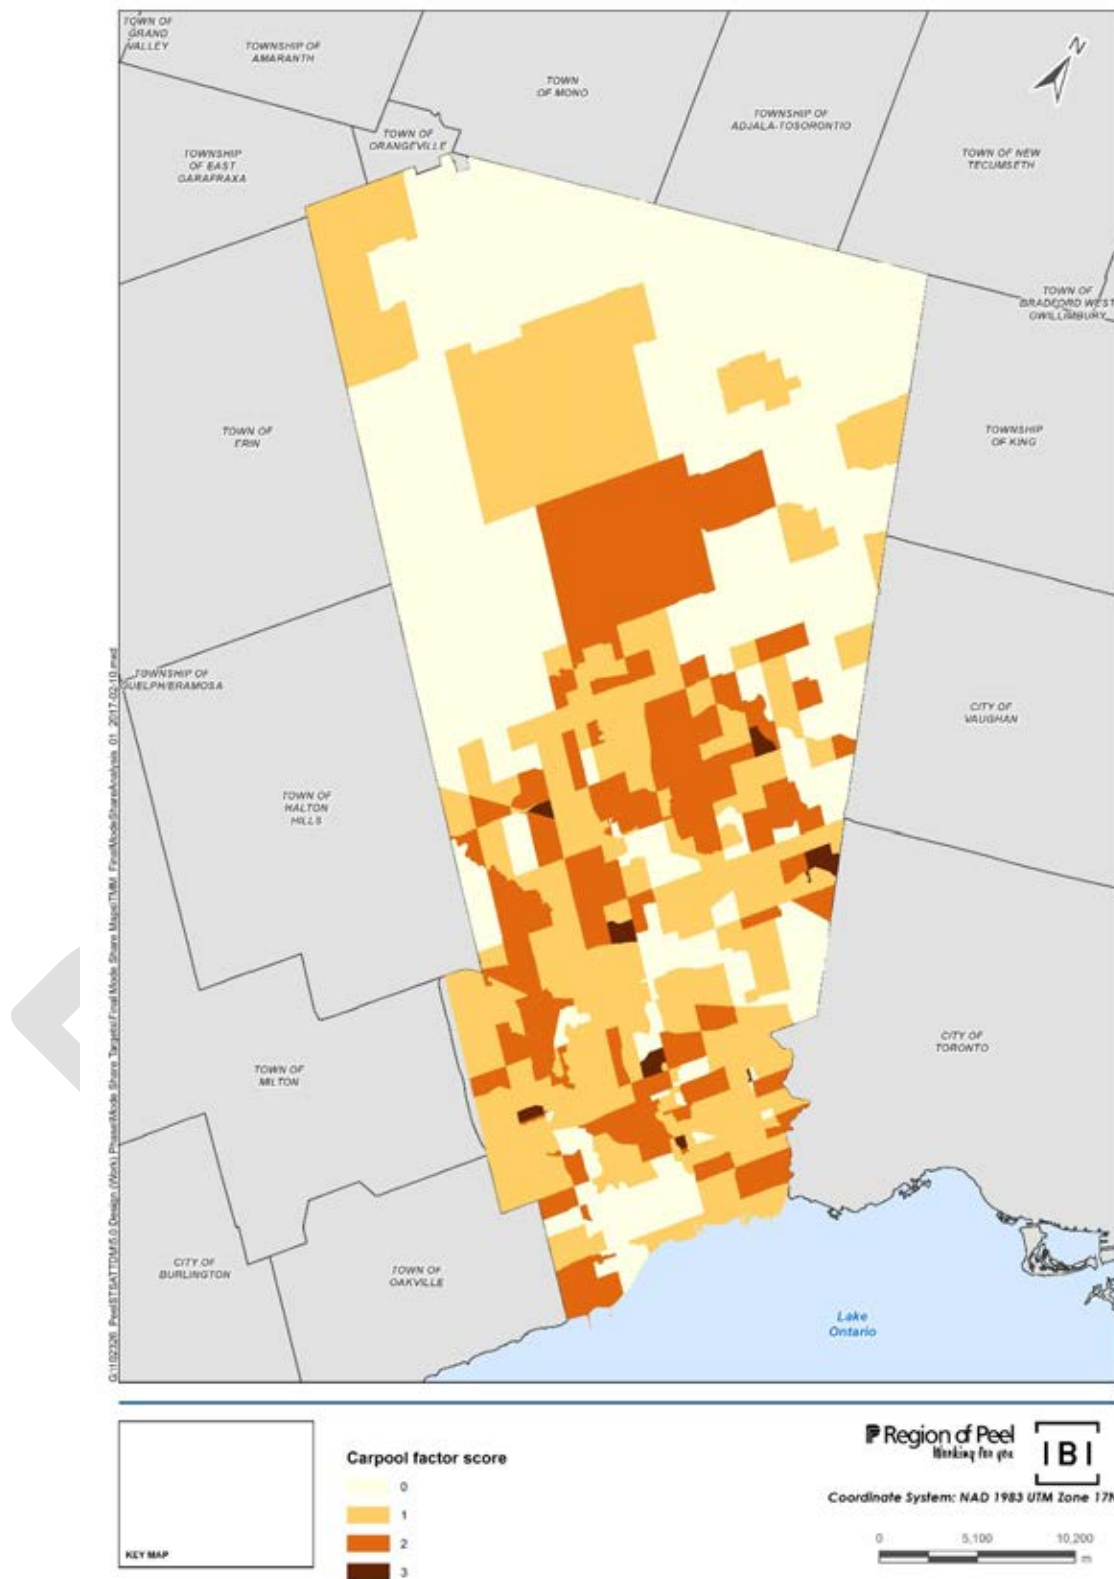 TOWN OF
GRAND
VALLEY
TOWNSHIP OF
AMARANTH
TOWN
OF MONO
N
TOWN OF
ORANGEVILLE
TOWNSHIP OF
ADJALA-TOSORONTIO
TOWNSHIP
OF EAST
GARAFRAXA
TOWN OF NEW
TECUMSETH
TOWN OF
BRADFORD WEST
GWILLIMBURY
TOWN OF
ERIN
TOWNSHIP
OF KING
TOWNSHIP OF
GUELPH/ERAMOSA
CITY OF
VAUGHAN
TOWN OF
HALTON
HILLS
CITY OF
TORONTO
TOWN OF
MILTON
CITY OF
BURLINGTON
TOWN OF
OAKVILLE
Lake
Ontario
KEY MAP
Carpool factor score
0
1
2
3
Region of Peel
Working for you
IBI
Coordinate System: NAD 1983 UTM Zone 17N
0 5,100 10,200
m